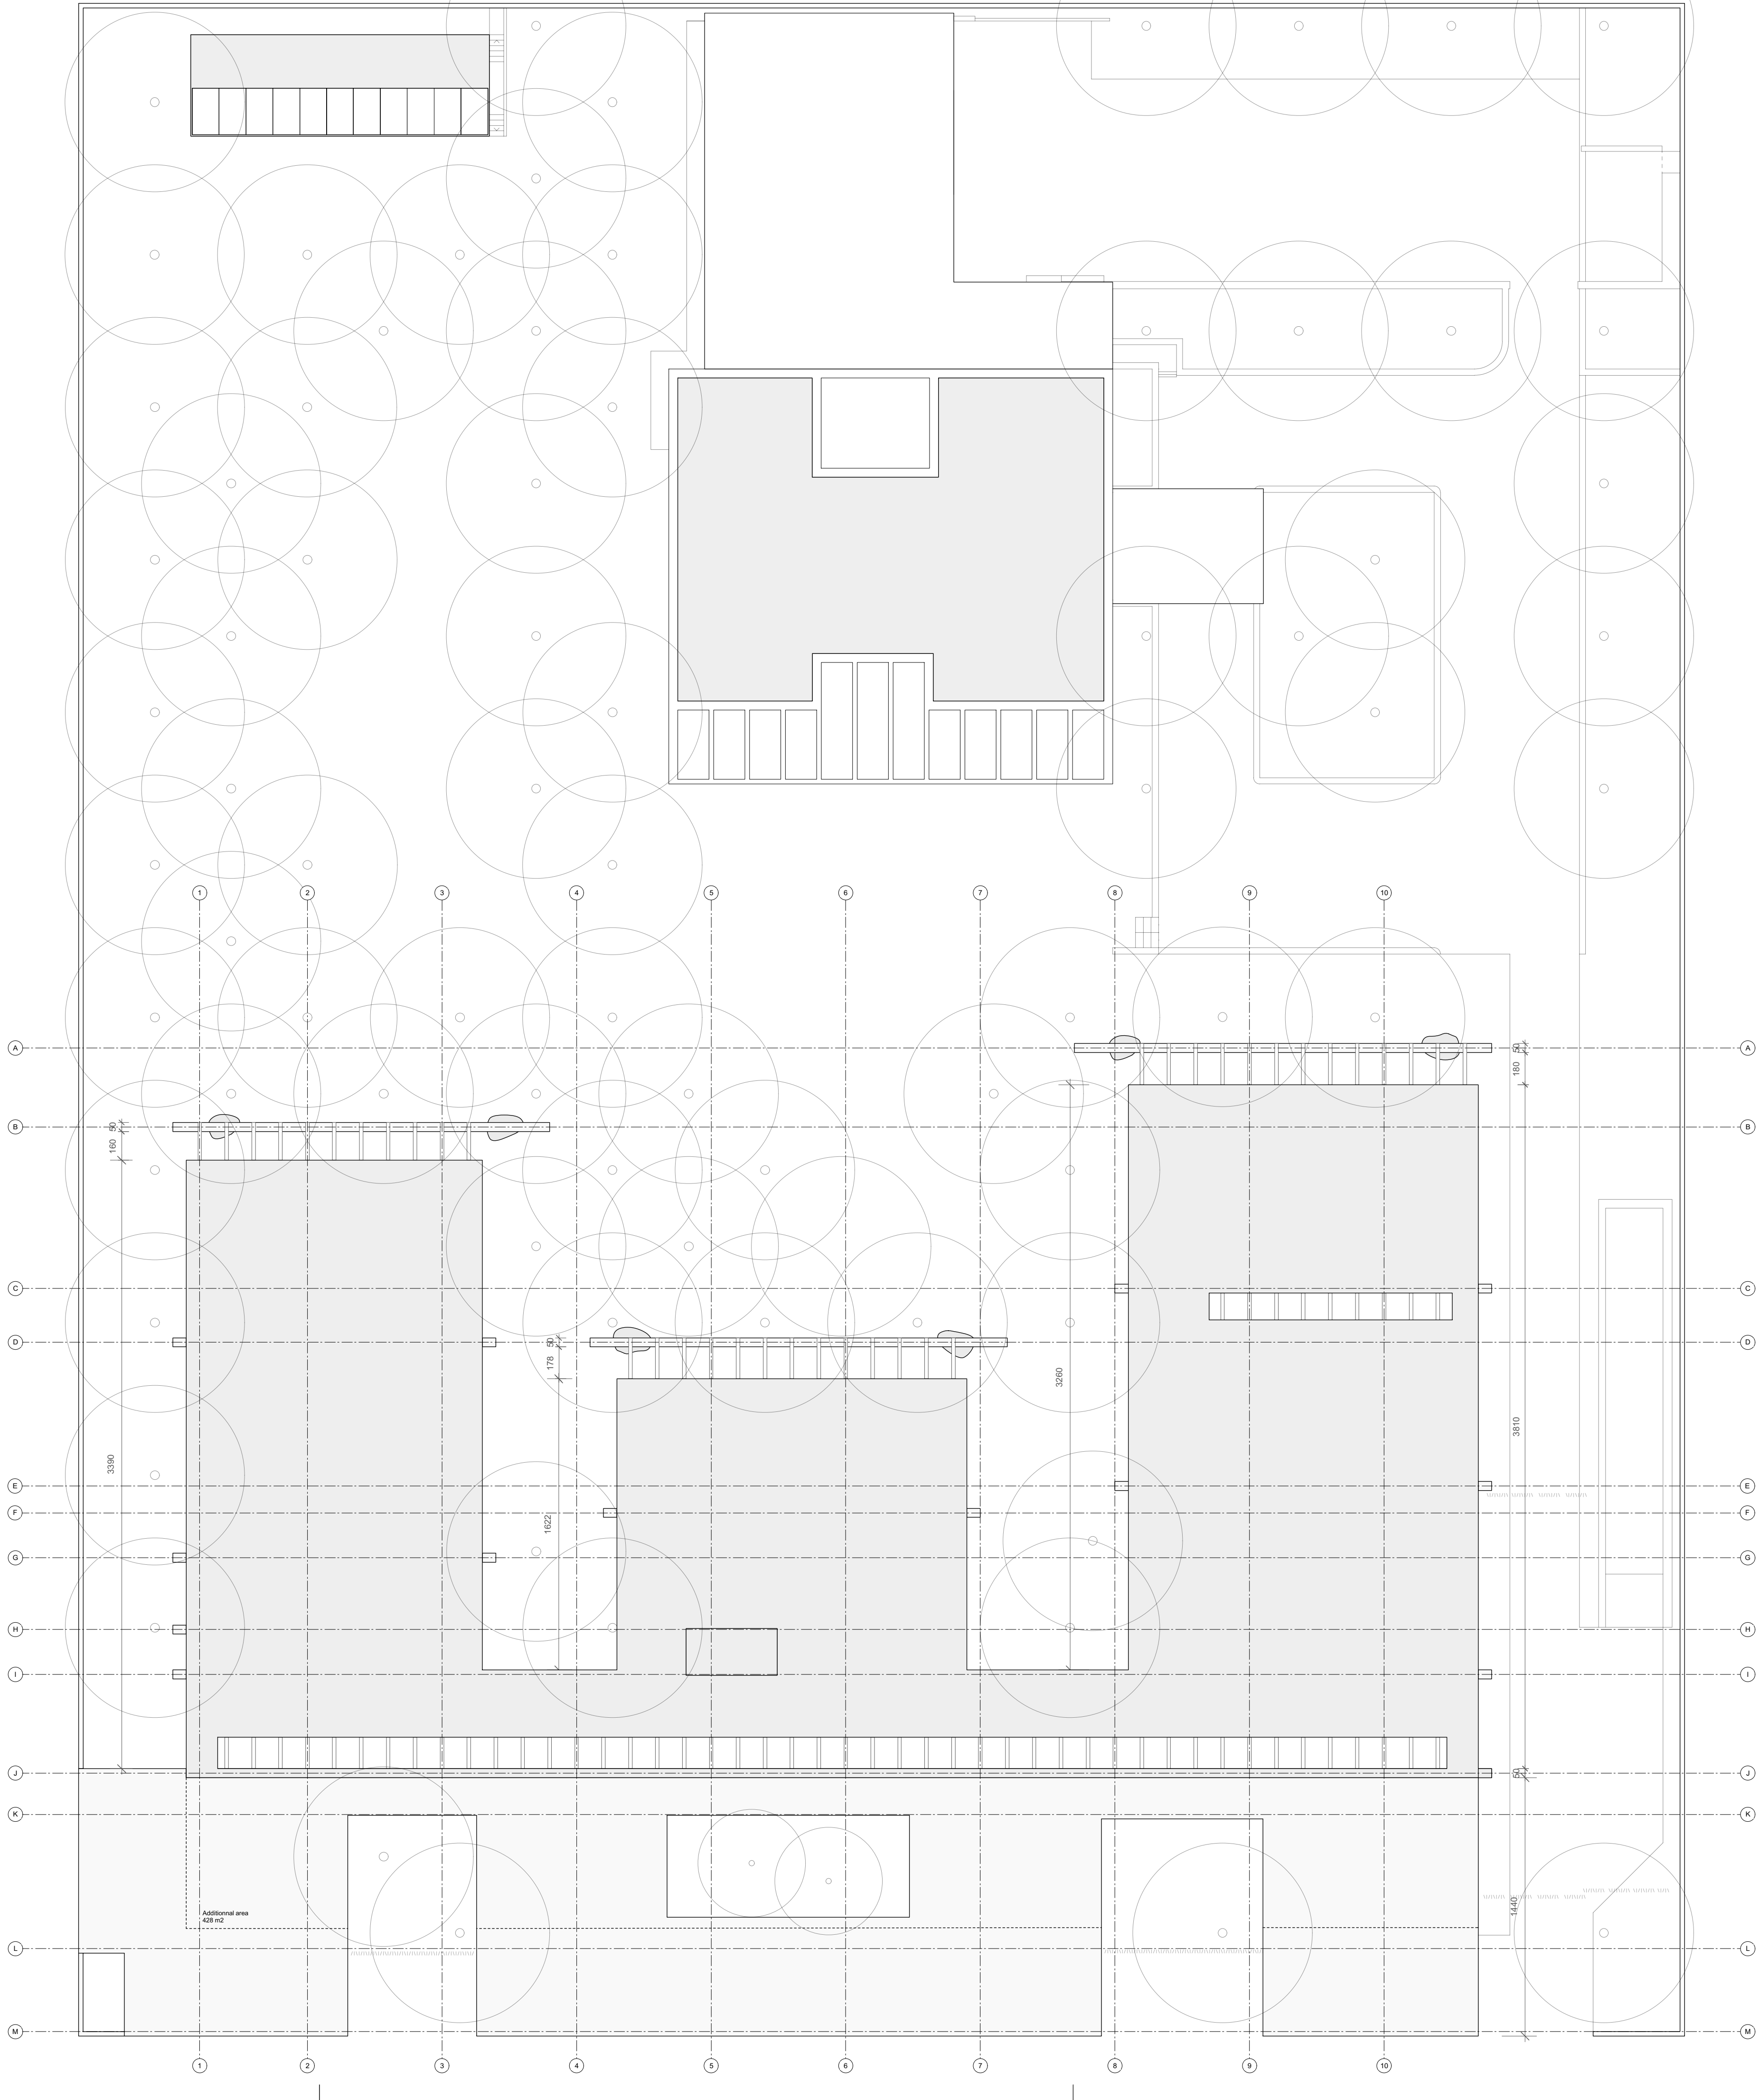 1 2 3 4 5 6 7 8 9 10
A 50 A
180
B 50 B
160
C C
D 50 D
178
3260
3810
3390
E E
F F
1622
G G
H H
I I
J 50 J
K K
1440
Additionnal area
428 m2
L L
M M
1 2 3 4 5 6 7 8 9 10